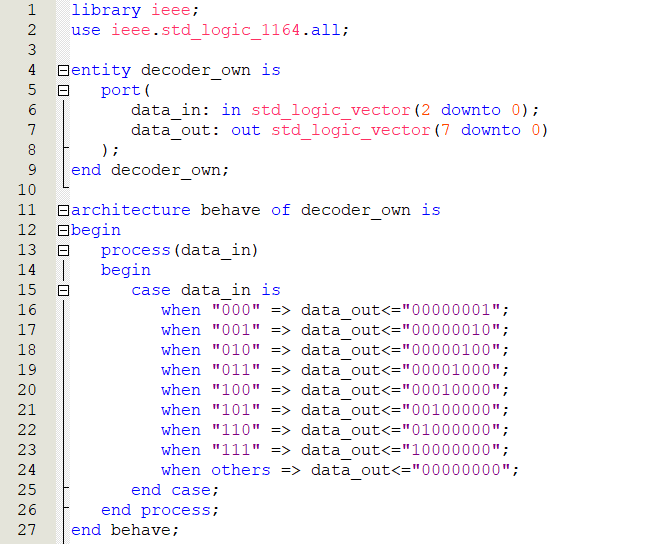 1 library ieee;
2 use ieee.std_logic_1164.all;
3
4 entity decoder_own is
5 port(
6 data_in: in std_logic_vector(2 downto 0);
7 data_out: out std_logic_vector(7 downto 0)
8 );
9 end decoder_own;
10
11 architecture behave of decoder_own is
12 begin
13 process(data_in)
14 begin
15 case data_in is
16 when "000" => data_out<="00000001";
17 when "001" => data_out<="00000010";
18 when "010" => data_out<="00000100";
19 when "011" => data_out<="00001000";
20 when "100" => data_out<="00010000";
21 when "101" => data_out<="00100000";
22 when "110" => data_out<="01000000";
23 when "111" => data_out<="10000000";
24 when others => data_out<="00000000";
25 end case;
26 end process;
27 end behave;